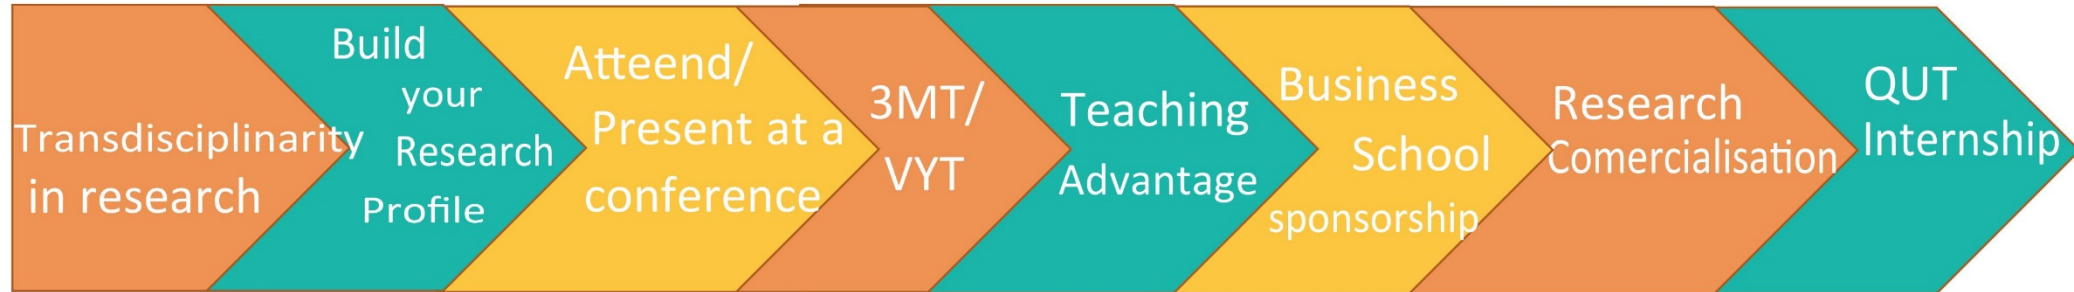 Transdisciplinarity
in research
Build
your
Research
Profile
Atteend/
Present at a
conference
3MT/
VYT
Teaching
Advantage
Business
School
sponsorship
Research
Comercialisation
QUT
Internship